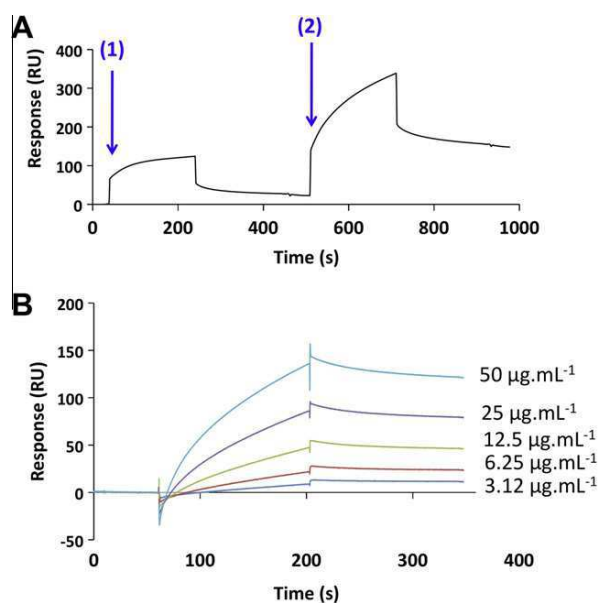 A
(1)
(2)
400
300
200
100
0
Response (RU)
0 200 400 600 800 1000
Time (s)
B
200
150
100
50
0
-50
Response (RU)
50 µg.mL-1
25 µg.mL-1
12.5 µg.mL-1
6.25 µg.mL-1
3.12 µg.mL-1
0 100 200 300 400
Time (s)